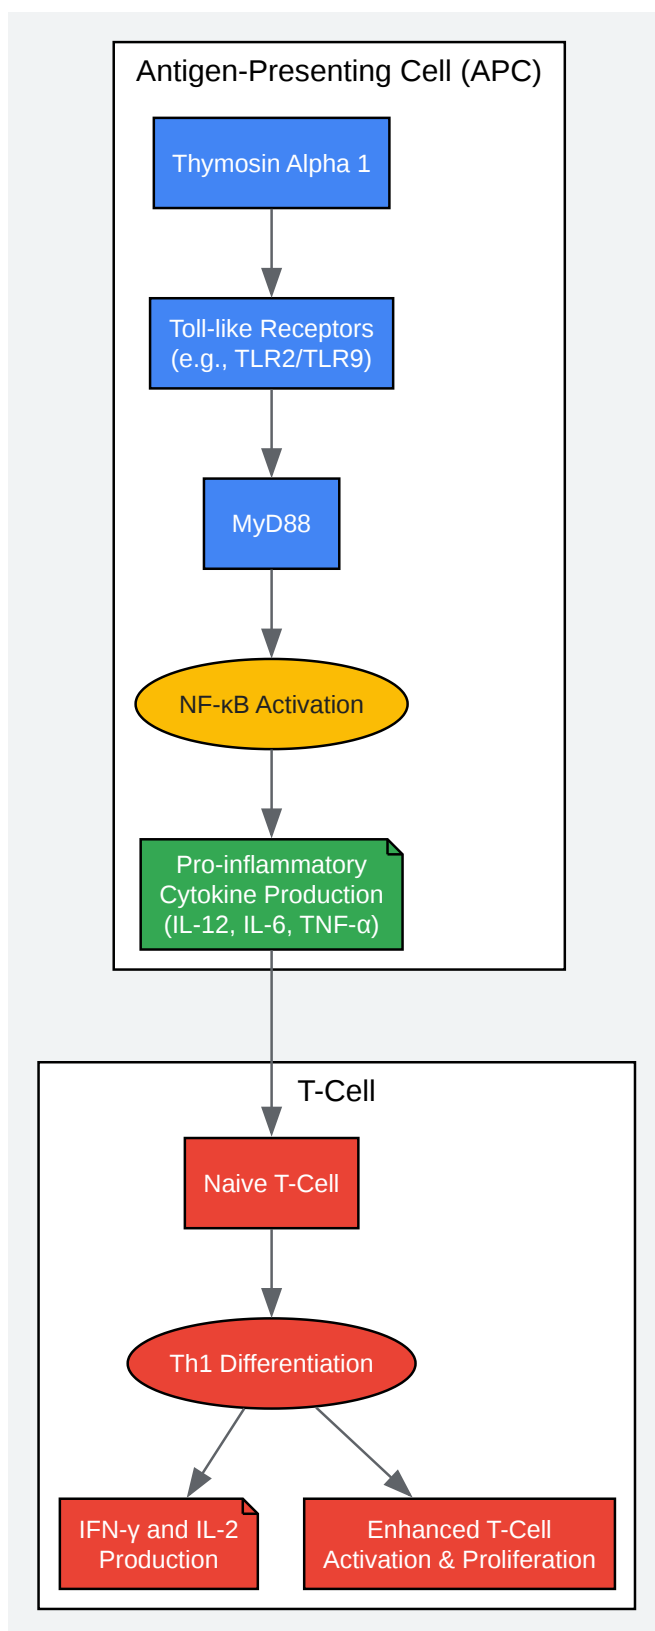 Antigen-Presenting Cell (APC)
Thymosin Alpha 1
Toll-like Receptors
(e.g., TLR2/TLR9)
MyD88
NF-κB Activation
Pro-inflammatory
Cytokine Production
(IL-12, IL-6, TNF-α)
T-Cell
Naive T-Cell
Th1 Differentiation
IFN-γ and IL-2
Production
Enhanced T-Cell
Activation & Proliferation